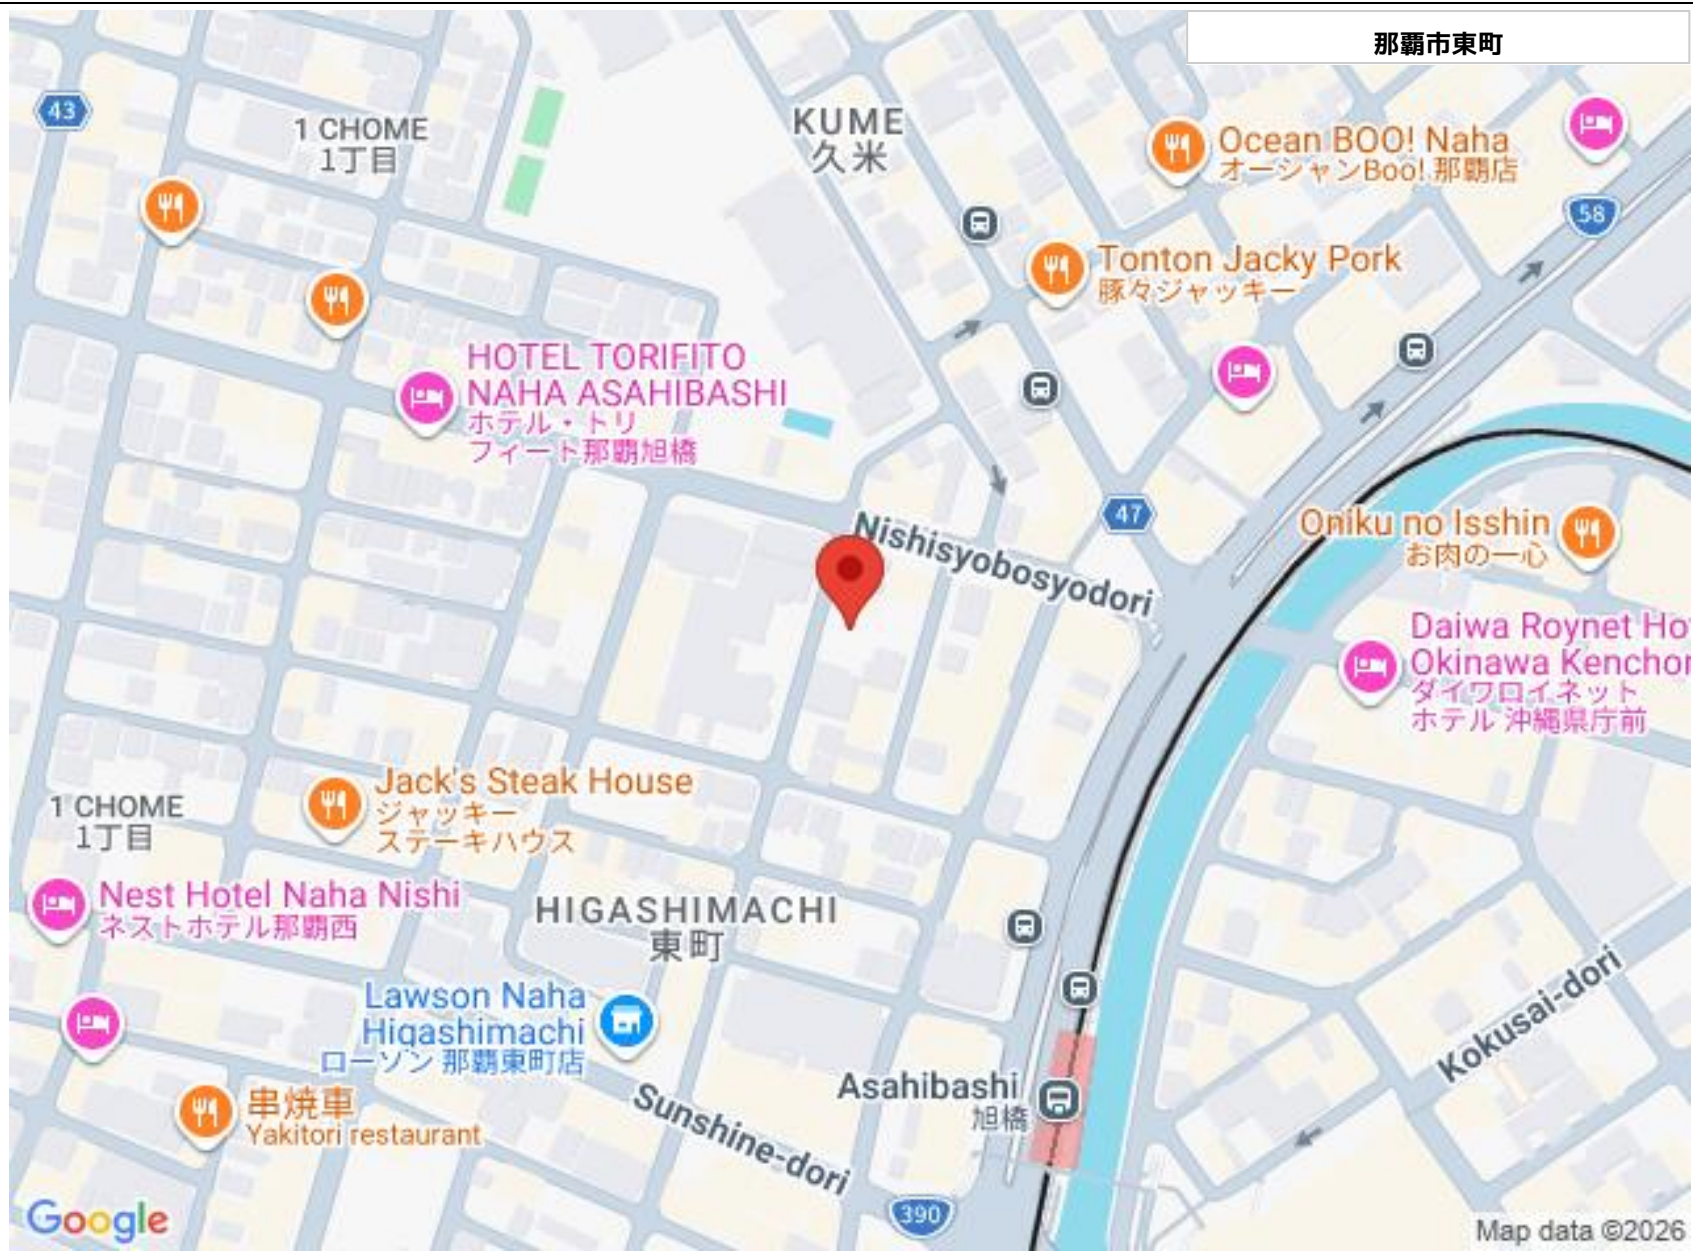 那覇市東町
43
1 CHOME
1丁目
KUME
久米
Ocean BOO! Naha
オーシャンBoo! 那覇店
58
Tonton Jacky Pork
豚々ジャッキー
HOTEL TORIFITO
NAHA ASAHIBASHI
ホテル・トリ
フィート那覇旭橋
47
Nishisyobosyodori
Oniku no Isshin
お肉の一心
Daiwa Roynet Ho
Okinawa Kenchor
ダイワロイネット
ホテル 沖縄県庁前
Jack's Steak House
ジャッキー
ステーキハウス
1 CHOME
1丁目
Nest Hotel Naha Nishi
ネストホテル那覇西
HIGASHIMACHI
東町
Lawson Naha
Higashimachi
ローソン 那覇東町店
Kokusai-dori
Asahibashi
旭橋
串焼車
Yakitori restaurant
Sunshine-dori
390
Google
Map data ©2026